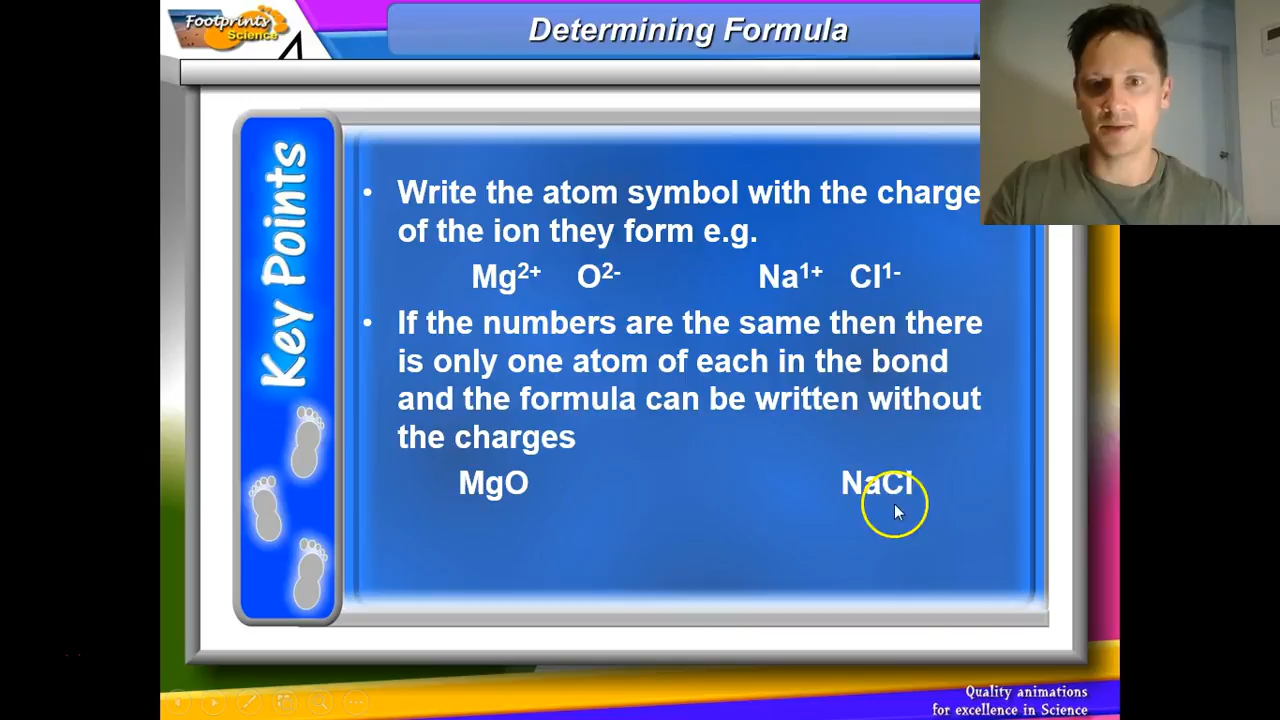 Footprints
Science
Determining Formula
Key Points
• Write the atom symbol with the charge
of the ion they form e.g.
Mg²⁺ O²⁻ Na¹⁺ Cl¹⁻
• If the numbers are the same then there
is only one atom of each in the bond
and the formula can be written without
the charges
MgO NaCl
Quality animations
for excellence in Science